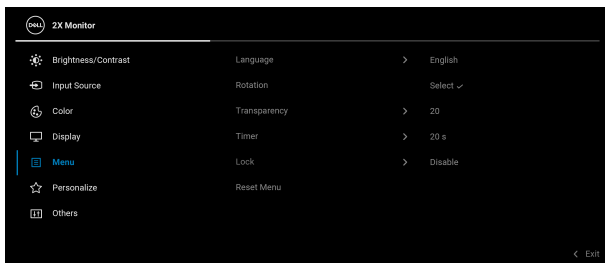 DELL 2X Monitor
Brightness/Contrast Language > English
Input Source Rotation Select ✓
Color Transparency > 20
Display Timer > 20 s
Menu Lock > Disable
Personalize Reset Menu
Others
< Exit